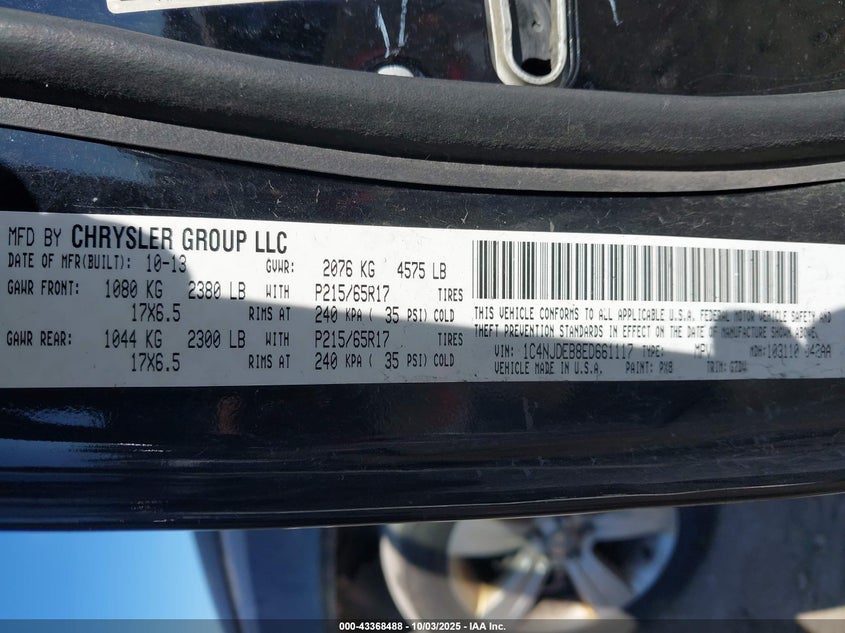 MFD BY CHRYSLER GROUP LLC
DATE OF MFR(BUILT): 10-13 GVWR: 2076 KG 4575 LB
GAWR FRONT: 1080 KG 2380 LB WITH P215/65R17 TIRES
17X6.5 RIMS AT 240 KPA ( 35 PSI) COLD
GAWR REAR: 1044 KG 2300 LB WITH P215/65R17 TIRES
17X6.5 RIMS AT 240 KPA ( 35 PSI) COLD
THIS VEHICLE CONFORMS TO ALL APPLICABLE U.S.A. FEDERAL MOTOR VEHICLE SAFETY AND
THEFT PREVENTION STANDARDS IN EFFECT ON THE DATE OF MANUFACTURE SHOWN ABOVE.
VIN: 1C4NJDEB8ED661117 TYPE: MPV MDH: 103110
VEHICLE MADE IN U.S.A. PAINT: PX8 TRIM:
000-43368488 - 10/03/2025 - IAA Inc.